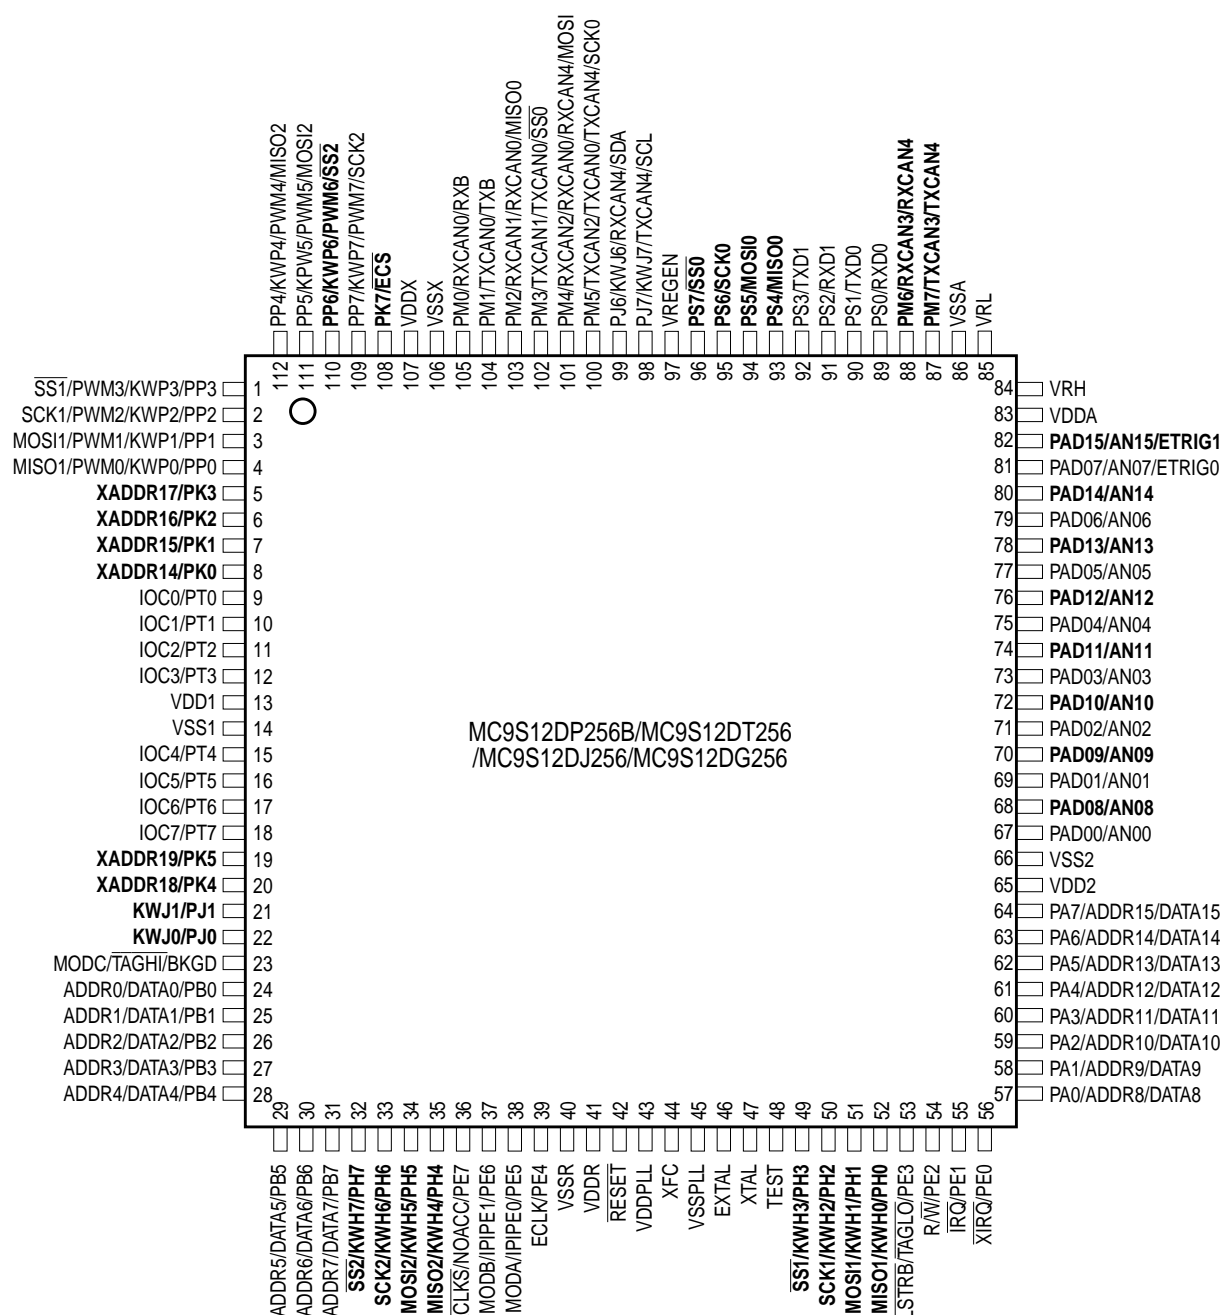 PP4/KWP4/PWM4/MISO2
PP5/KPW5/PWM5/MOSI2
PP6/KWP6/PWM6/SS2
PP7/KWP7/PWM7/SCK2
PK7/ECS
VDDX
VSSX
PM0/RXCAN0/RXB
PM1/TXCAN0/TXB
PM2/RXCAN1/RXCAN0/MISO0
PM3/TXCAN1/TXCAN0/SS0
PM4/RXCAN2/RXCAN0/RXCAN4/MOSI
PM5/TXCAN2/TXCAN0/TXCAN4/SCK0
PJ6/KWJ6/RXCAN4/SDA
PJ7/KWJ7/TXCAN4/SCL
VREGEN
PS7/SS0
PS6/SCK0
PS5/MOSI0
PS4/MISO0
PS3/TXD1
PS2/RXD1
PS1/TXD0
PS0/RXD0
PM6/RXCAN3/RXCAN4
PM7/TXCAN3/TXCAN4
VSSA
VRL
112
111
110
109
108
107
106
105
104
103
102
101
100
99
98
97
96
95
94
93
92
91
90
89
88
87
86
85
SS1/PWM3/KWP3/PP3 1
SCK1/PWM2/KWP2/PP2 2
MOSI1/PWM1/KWP1/PP1 3
MISO1/PWM0/KWP0/PP0 4
XADDR17/PK3 5
XADDR16/PK2 6
XADDR15/PK1 7
XADDR14/PK0 8
IOC0/PT0 9
IOC1/PT1 10
IOC2/PT2 11
IOC3/PT3 12
VDD1 13
VSS1 14
IOC4/PT4 15
IOC5/PT5 16
IOC6/PT6 17
IOC7/PT7 18
XADDR19/PK5 19
XADDR18/PK4 20
KWJ1/PJ1 21
KWJ0/PJ0 22
MODC/TAGHI/BKGD 23
ADDR0/DATA0/PB0 24
ADDR1/DATA1/PB1 25
ADDR2/DATA2/PB2 26
ADDR3/DATA3/PB3 27
ADDR4/DATA4/PB4 28
MC9S12DP256B/MC9S12DT256
/MC9S12DJ256/MC9S12DG256
84 VRH
83 VDDA
82 PAD15/AN15/ETRIG1
81 PAD07/AN07/ETRIG0
80 PAD14/AN14
79 PAD06/AN06
78 PAD13/AN13
77 PAD05/AN05
76 PAD12/AN12
75 PAD04/AN04
74 PAD11/AN11
73 PAD03/AN03
72 PAD10/AN10
71 PAD02/AN02
70 PAD09/AN09
69 PAD01/AN01
68 PAD08/AN08
67 PAD00/AN00
66 VSS2
65 VDD2
64 PA7/ADDR15/DATA15
63 PA6/ADDR14/DATA14
62 PA5/ADDR13/DATA13
61 PA4/ADDR12/DATA12
60 PA3/ADDR11/DATA11
59 PA2/ADDR10/DATA10
58 PA1/ADDR9/DATA9
57 PA0/ADDR8/DATA8
29
30
31
32
33
34
35
36
37
38
39
40
41
42
43
44
45
46
47
48
49
50
51
52
53
54
55
56
ADDR5/DATA5/PB5
ADDR6/DATA6/PB6
ADDR7/DATA7/PB7
SS2/KWH7/PH7
SCK2/KWH6/PH6
MOSI2/KWH5/PH5
MISO2/KWH4/PH4
CLKS/NOACC/PE7
MODB/IPIPE1/PE6
MODA/IPIPE0/PE5
ECLK/PE4
VSSR
VDDR
RESET
VDDPLL
XFC
VSSPLL
EXTAL
XTAL
TEST
SS1/KWH3/PH3
SCK1/KWH2/PH2
MOSI1/KWH1/PH1
MISO1/KWH0/PH0
LSTRB/TAGLO/PE3
R/W/PE2
IRQ/PE1
XIRQ/PE0